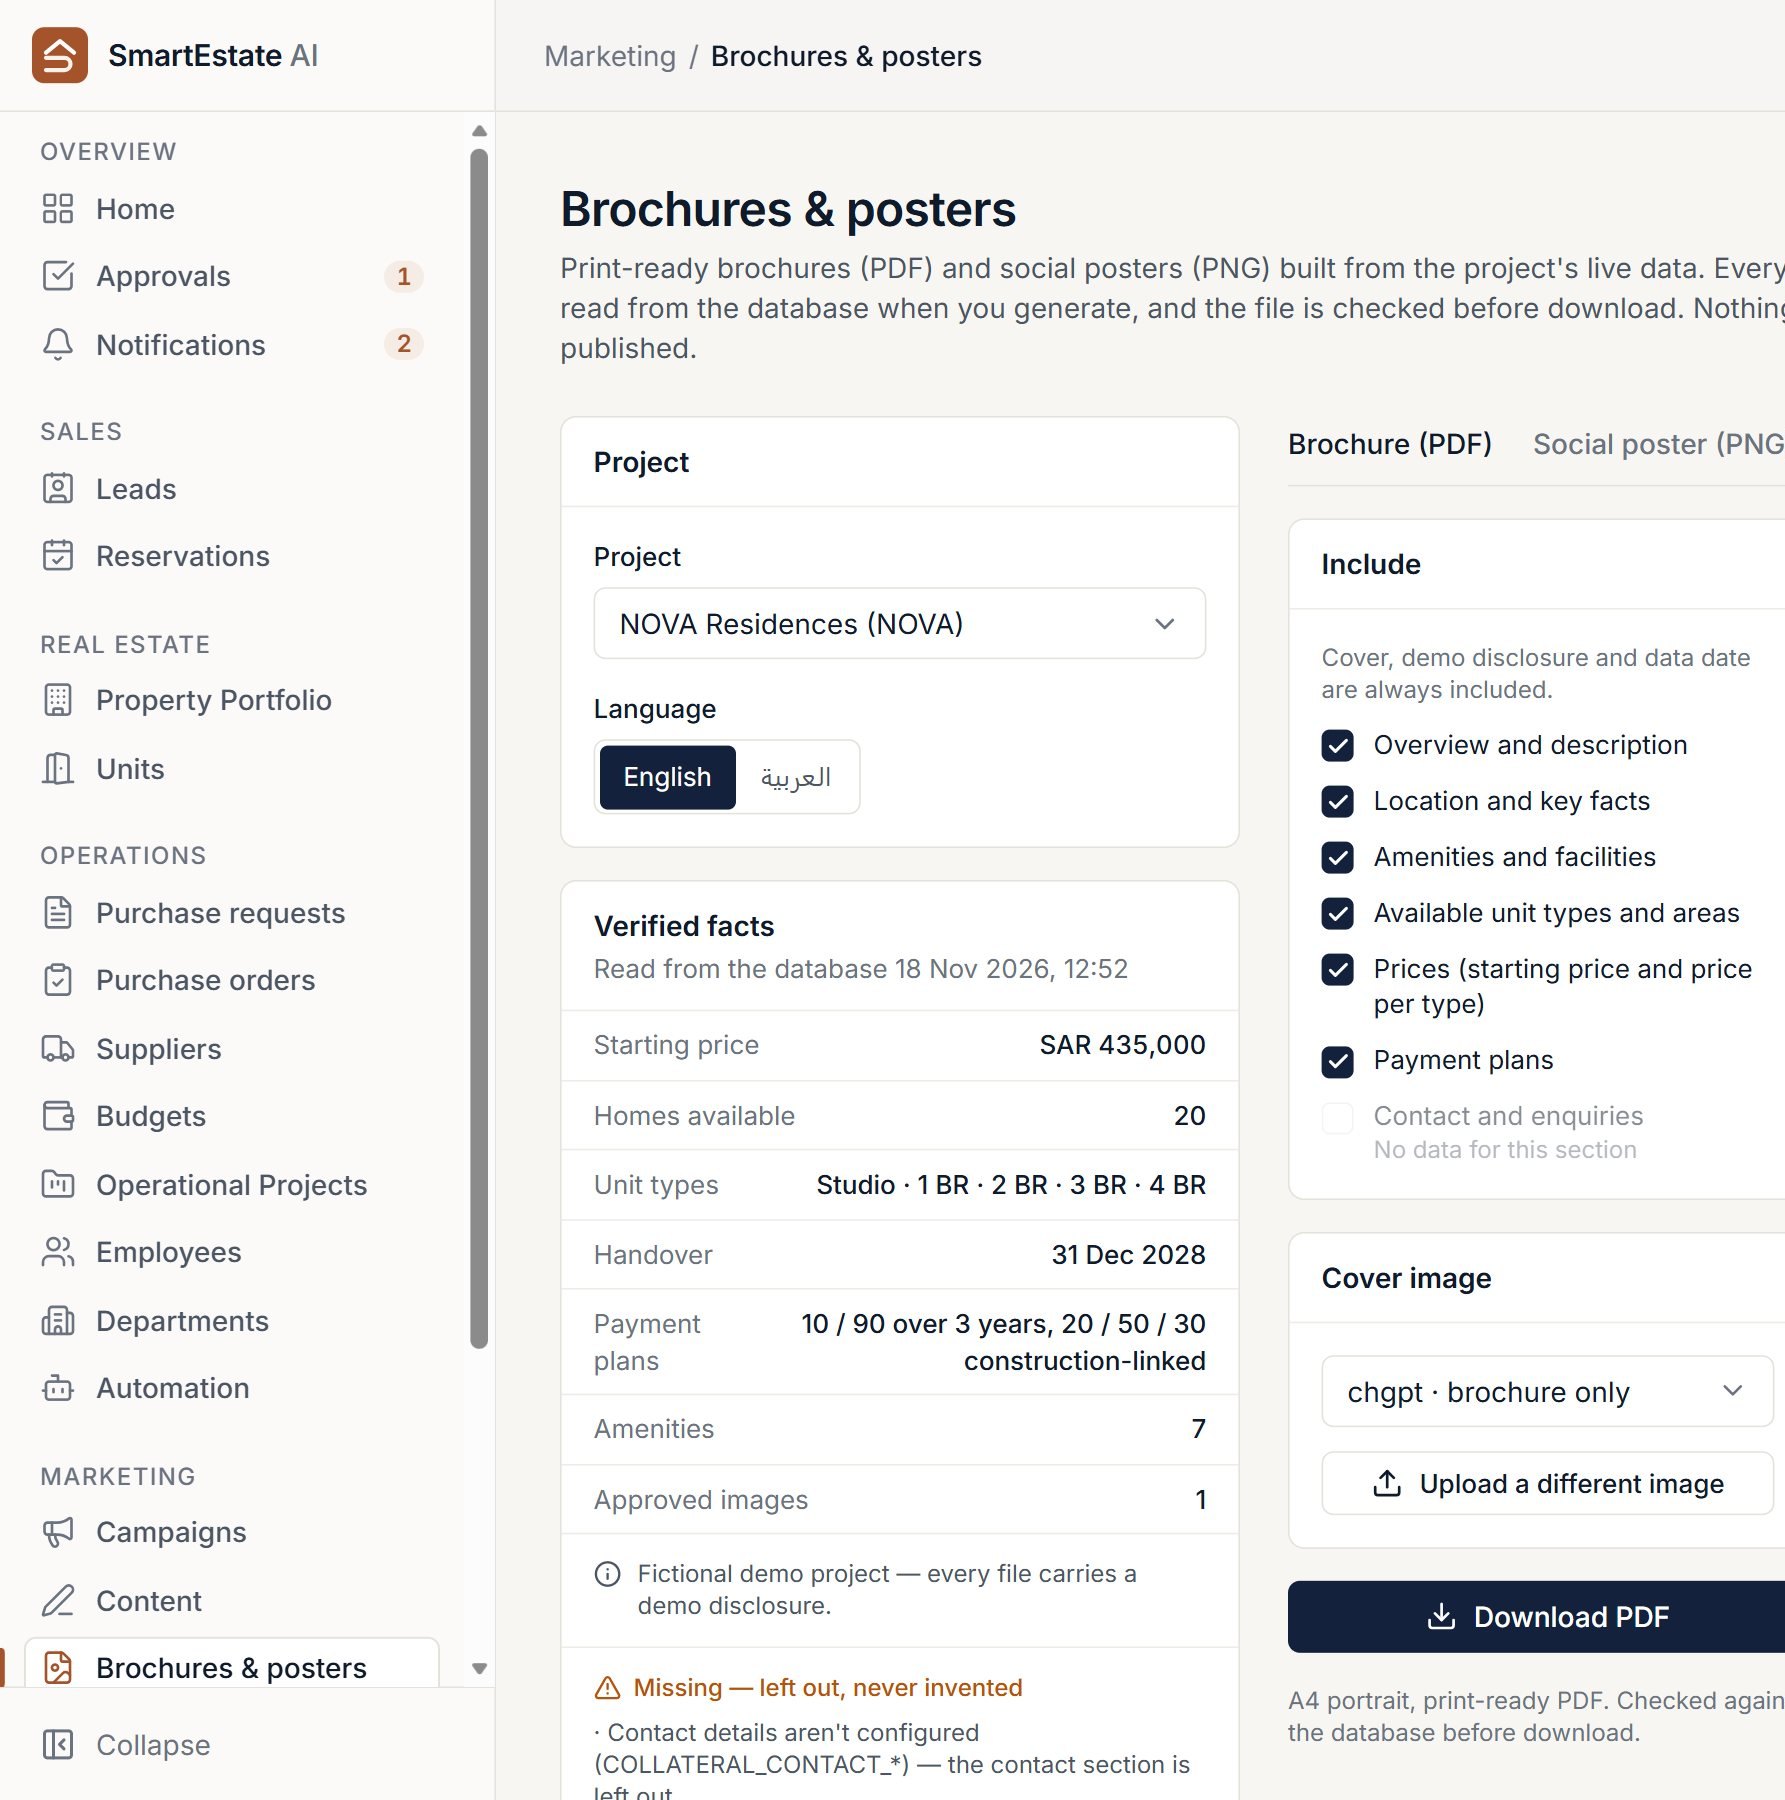 SmartEstate AI
Marketing / Brochures & posters
OVERVIEW
Home
Approvals 1
Notifications 2
SALES
Leads
Reservations
REAL ESTATE
Property Portfolio
Units
OPERATIONS
Purchase requests
Purchase orders
Suppliers
Budgets
Operational Projects
Employees
Departments
Automation
MARKETING
Campaigns
Content
Brochures & posters
Collapse
Brochures & posters
Print-ready brochures (PDF) and social posters (PNG) built from the project's live data. Every
read from the database when you generate, and the file is checked before download. Nothing
published.
Project
Project
NOVA Residences (NOVA)
Language
English العربية
Verified facts
Read from the database 18 Nov 2026, 12:52
Starting price SAR 435,000
Homes available 20
Unit types Studio · 1 BR · 2 BR · 3 BR · 4 BR
Handover 31 Dec 2028
Payment plans 10 / 90 over 3 years, 20 / 50 / 30
construction-linked
Amenities 7
Approved images 1
Fictional demo project — every file carries a
demo disclosure.
Missing — left out, never invented
· Contact details aren't configured
(COLLATERAL_CONTACT_*) — the contact section is
left out
Brochure (PDF) Social poster (PNG
Include
Cover, demo disclosure and data date
are always included.
Overview and description
Location and key facts
Amenities and facilities
Available unit types and areas
Prices (starting price and price
per type)
Payment plans
Contact and enquiries
No data for this section
Cover image
chgpt · brochure only
Upload a different image
Download PDF
A4 portrait, print-ready PDF. Checked again
the database before download.